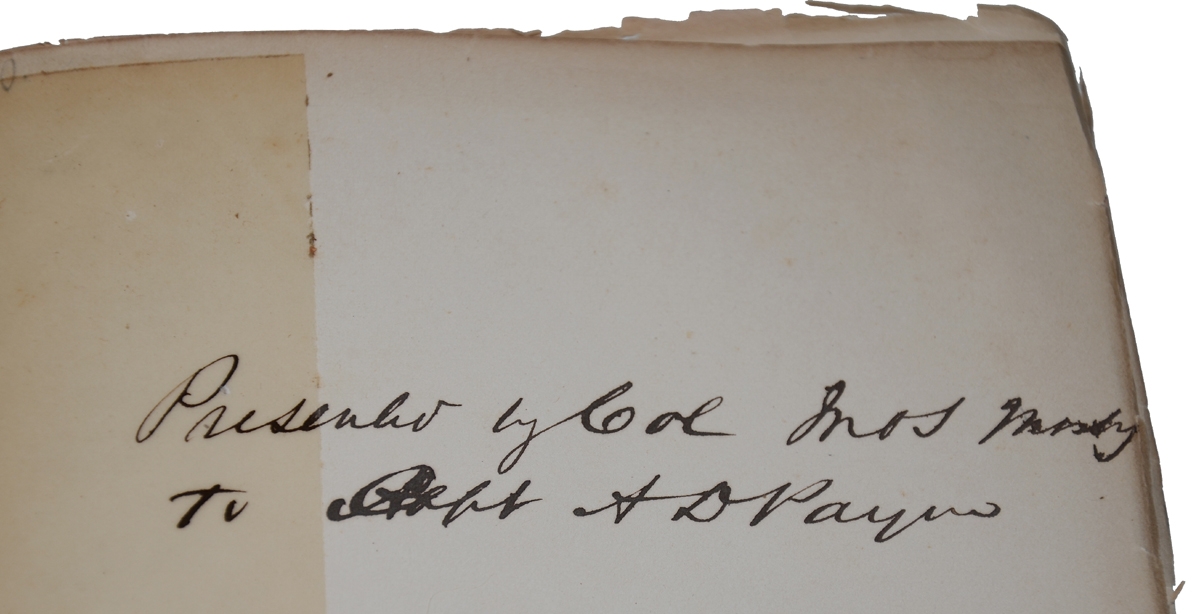 Presented by Col Jno S Mosby
to Capt A D Payne